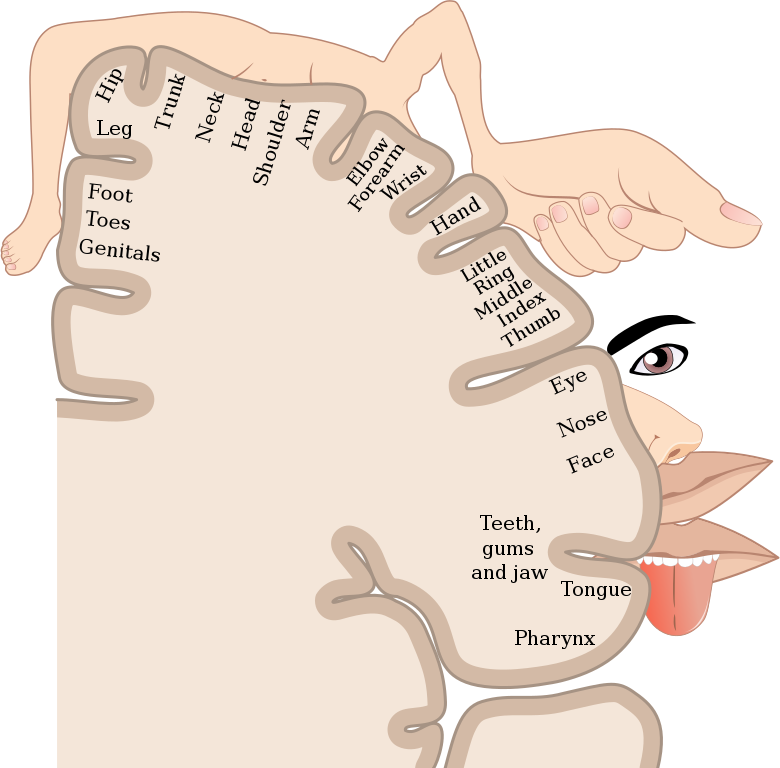 Hip
Leg
Foot
Toes
Genitals
Trunk
Neck
Head
Shoulder
Arm
Elbow
Forearm
Wrist
Hand
Little
Ring
Middle
Index
Thumb
Eye
Nose
Face
Teeth,
gums
and jaw
Tongue
Pharynx